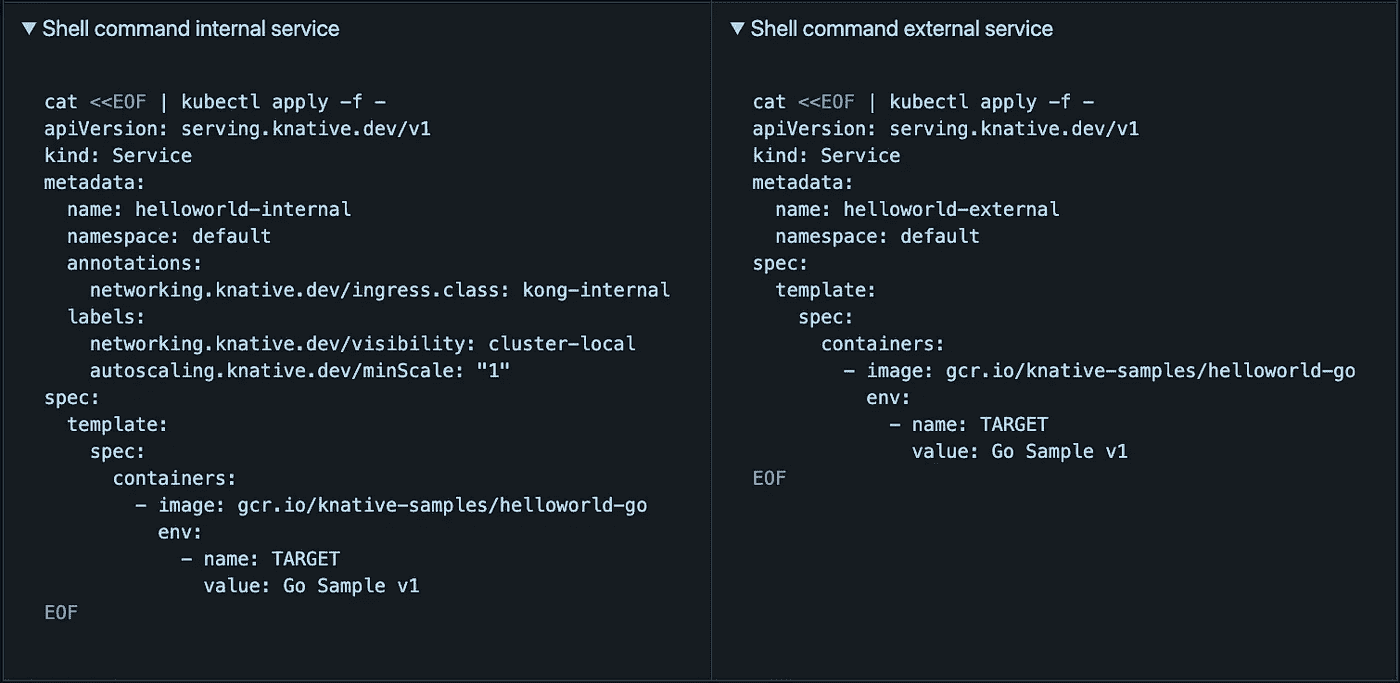 ▼ Shell command internal service
cat <<EOF | kubectl apply -f -
apiVersion: serving.knative.dev/v1
kind: Service
metadata:
  name: helloworld-internal
  namespace: default
  annotations:
    networking.knative.dev/ingress.class: kong-internal
  labels:
    networking.knative.dev/visibility: cluster-local
    autoscaling.knative.dev/minScale: "1"
spec:
  template:
    spec:
      containers:
        - image: gcr.io/knative-samples/helloworld-go
          env:
            - name: TARGET
              value: Go Sample v1
EOF
▼ Shell command external service
cat <<EOF | kubectl apply -f -
apiVersion: serving.knative.dev/v1
kind: Service
metadata:
  name: helloworld-external
  namespace: default
spec:
  template:
    spec:
      containers:
        - image: gcr.io/knative-samples/helloworld-go
          env:
            - name: TARGET
              value: Go Sample v1
EOF